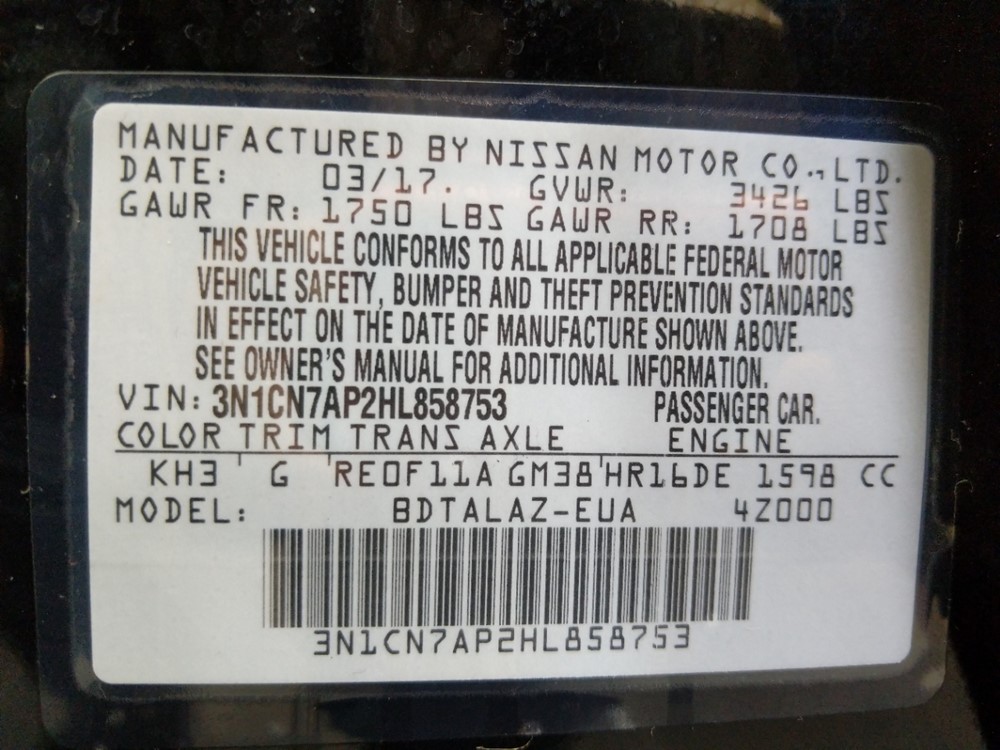 MANUFACTURED BY NISSAN MOTOR CO.,LTD.
DATE: 03/17. GVWR: 3426 LBS
GAWR FR: 1750 LBS GAWR RR: 1708 LBS
THIS VEHICLE CONFORMS TO ALL APPLICABLE FEDERAL MOTOR
VEHICLE SAFETY, BUMPER AND THEFT PREVENTION STANDARDS
IN EFFECT ON THE DATE OF MANUFACTURE SHOWN ABOVE.
SEE OWNER'S MANUAL FOR ADDITIONAL INFORMATION.
VIN: 3N1CN7AP2HL858753 PASSENGER CAR.
COLOR TRIM TRANS AXLE ENGINE
KH3 G RE0F11A GM38 HR16DE 1598 CC
MODEL: BDTALAZ-EUA 4Z000
3N1CN7AP2HL858753